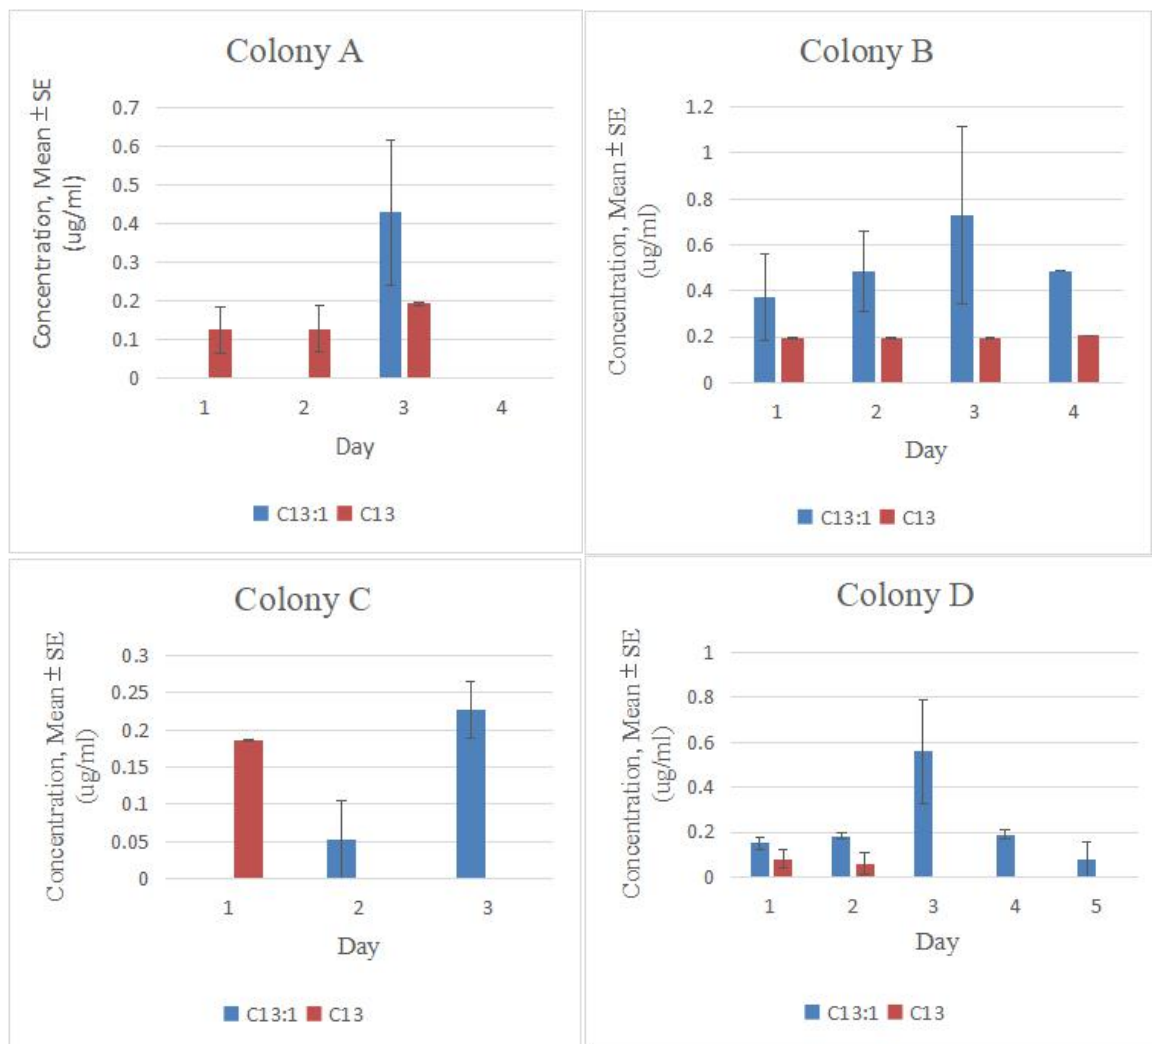 Colony A
Concentration, Mean ± SE
(ug/ml)
0.7
0.6
0.5
0.4
0.3
0.2
0.1
0
1 2 3 4
Day
C13:1 C13
Colony B
Concentration, Mean ± SE
(ug/ml)
1.2
1
0.8
0.6
0.4
0.2
0
1 2 3 4
Day
C13:1 C13
Colony C
Concentration, Mean ± SE
(ug/ml)
0.3
0.25
0.2
0.15
0.1
0.05
0
1 2 3
Day
C13:1 C13
Colony D
Concentration, Mean ± SE
(ug/ml)
1
0.8
0.6
0.4
0.2
0
1 2 3 4 5
Day
C13:1 C13